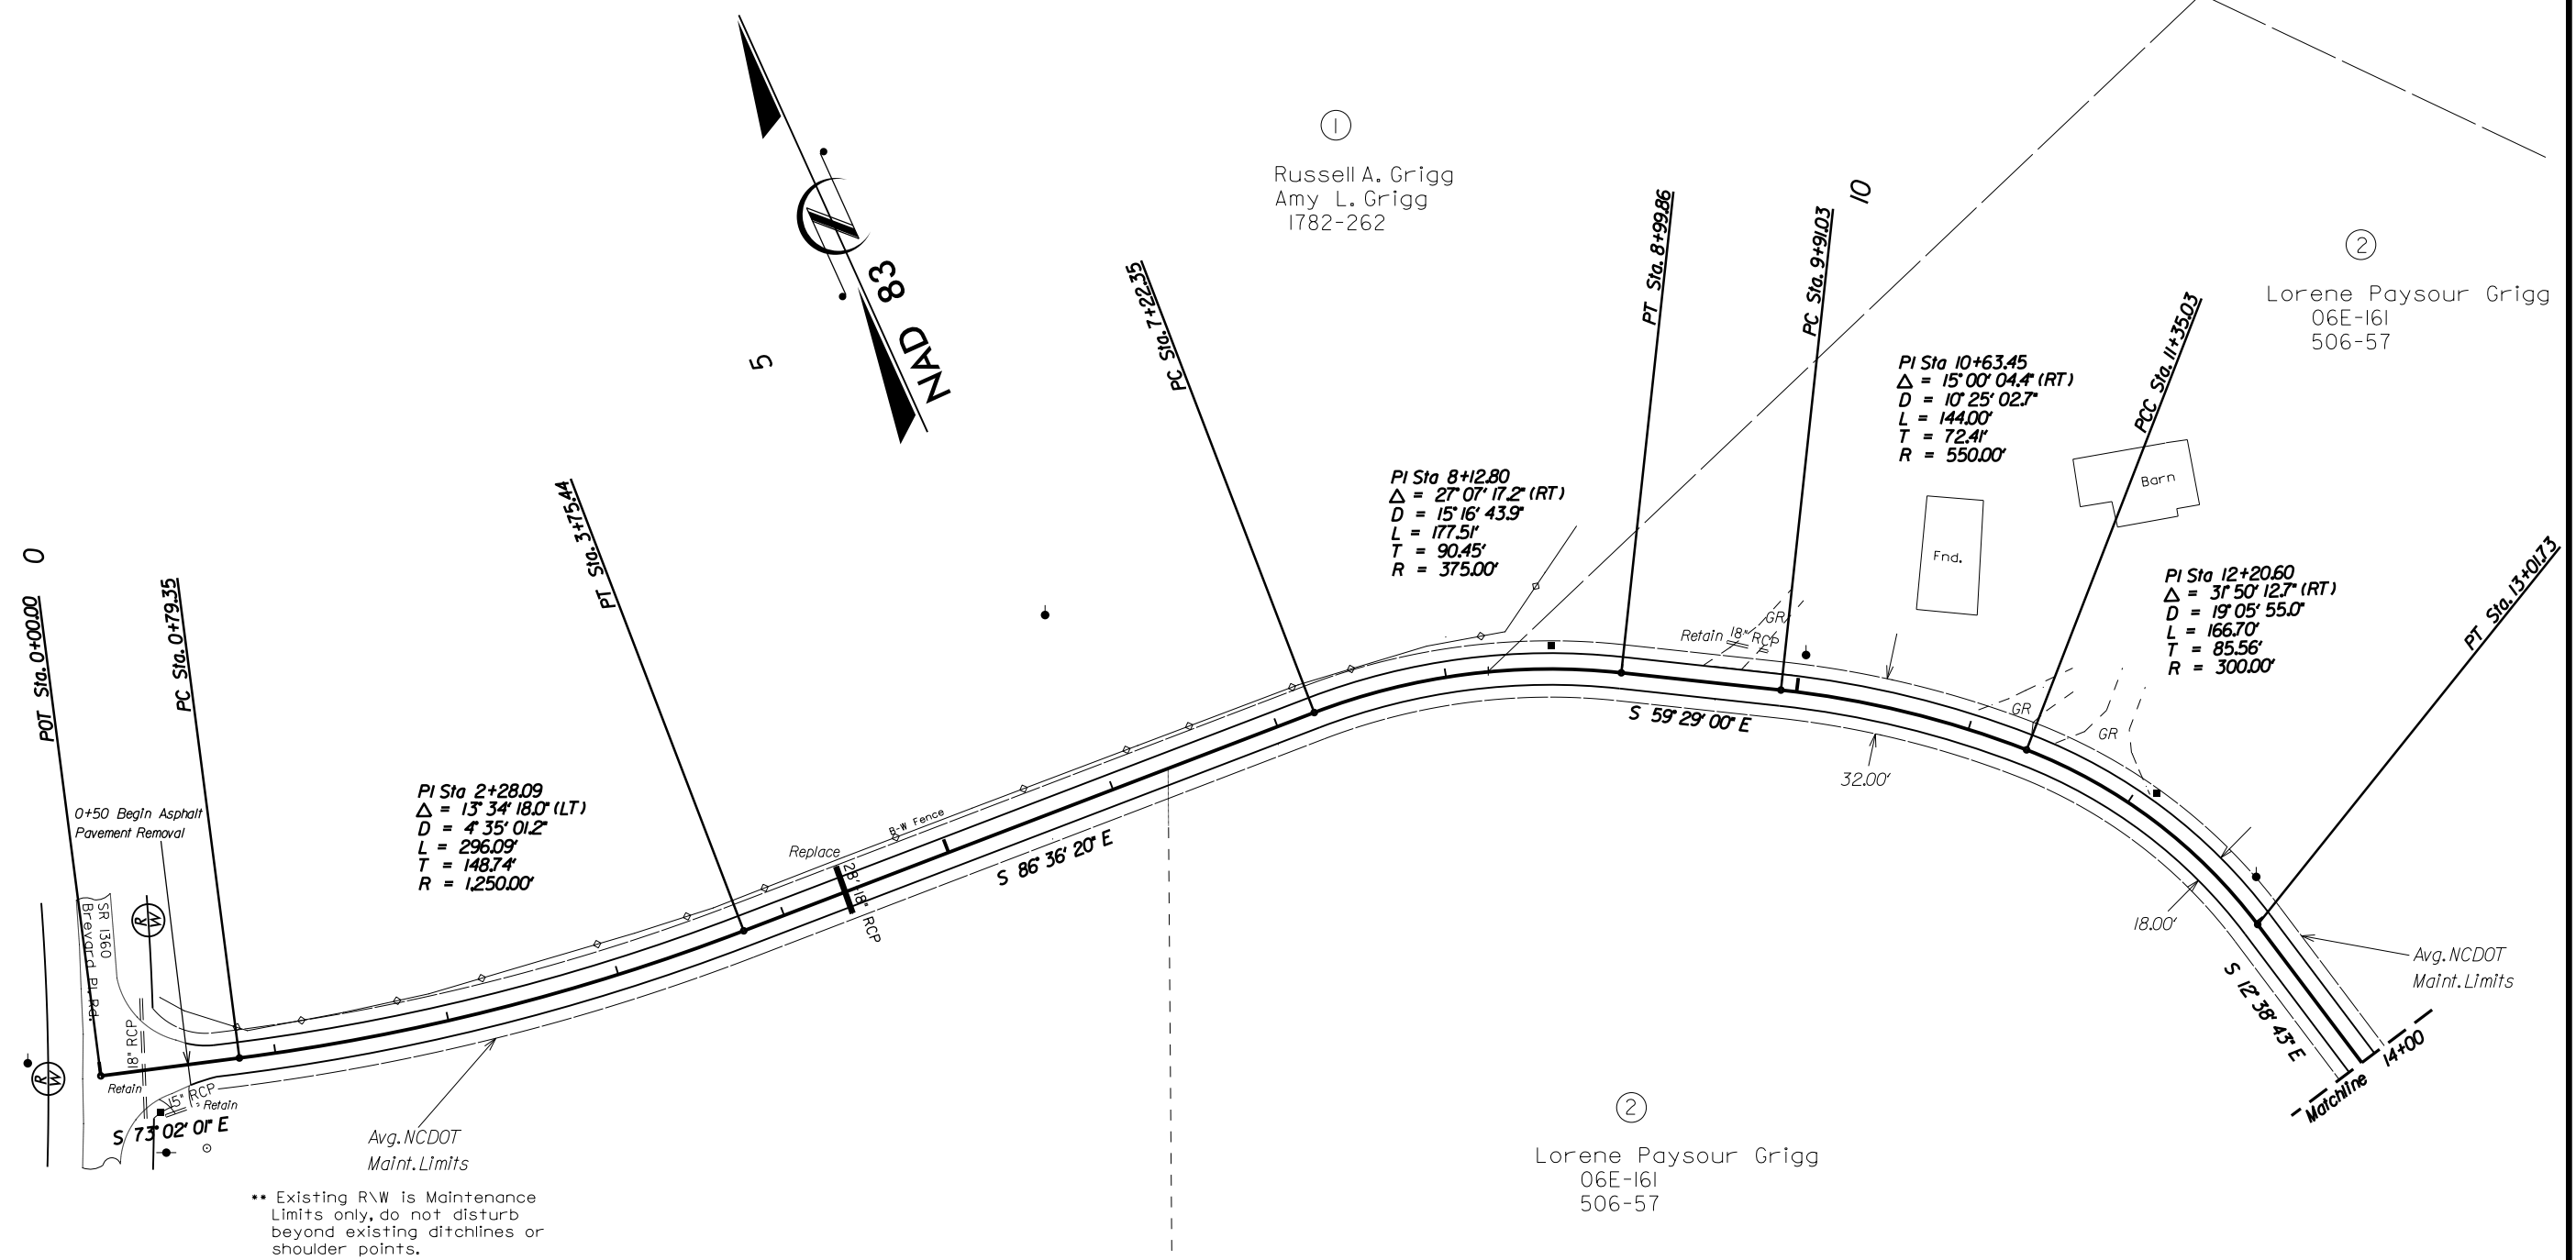 1
Russell A. Grigg
Amy L. Grigg
1782-262
NAD 83
5
10
2
Lorene Paysour Grigg
06E-161
506-57
0
POT Sta. 0+00.00
PC Sta. 0+79.35
PT Sta. 3+75.44
PC Sta. 7+22.35
PT Sta. 8+99.86
PC Sta. 9+91.03
PCC Sta. 11+35.03
PT Sta. 13+01.73
PI Sta 2+28.09
Δ = 13° 34' 18.0" (LT)
D = 4° 35' 01.2"
L = 296.09'
T = 148.74'
R = 1,250.00'
PI Sta 8+12.80
Δ = 27° 07' 17.2" (RT)
D = 15° 16' 43.9"
L = 177.51'
T = 90.45'
R = 375.00'
PI Sta 10+63.45
Δ = 15° 00' 04.4" (RT)
D = 10° 25' 02.7"
L = 144.00'
T = 72.41'
R = 550.00'
PI Sta 12+20.60
Δ = 31° 50' 12.7" (RT)
D = 19° 05' 55.0"
L = 166.70'
T = 85.56'
R = 300.00'
Barn
Fnd.
GR
Retain 18" RCP
GR
GR
0+50 Begin Asphalt
Pavement Removal
SR 1360
Brevard Pl. Rd.
R/W
R/W
18" RCP
Retain
15" RCP
Retain
S 73° 02' 01" E
B-W Fence
Replace
28'-18" RCP
S 86° 36' 20" E
S 59° 29' 00" E
32.00'
18.00'
S 12° 38' 43" E
Avg. NCDOT
Maint. Limits
Matchline 14+00
Avg. NCDOT
Maint. Limits
** Existing R\W is Maintenance
Limits only, do not disturb
beyond existing ditchlines or
shoulder points.
2
Lorene Paysour Grigg
06E-161
506-57